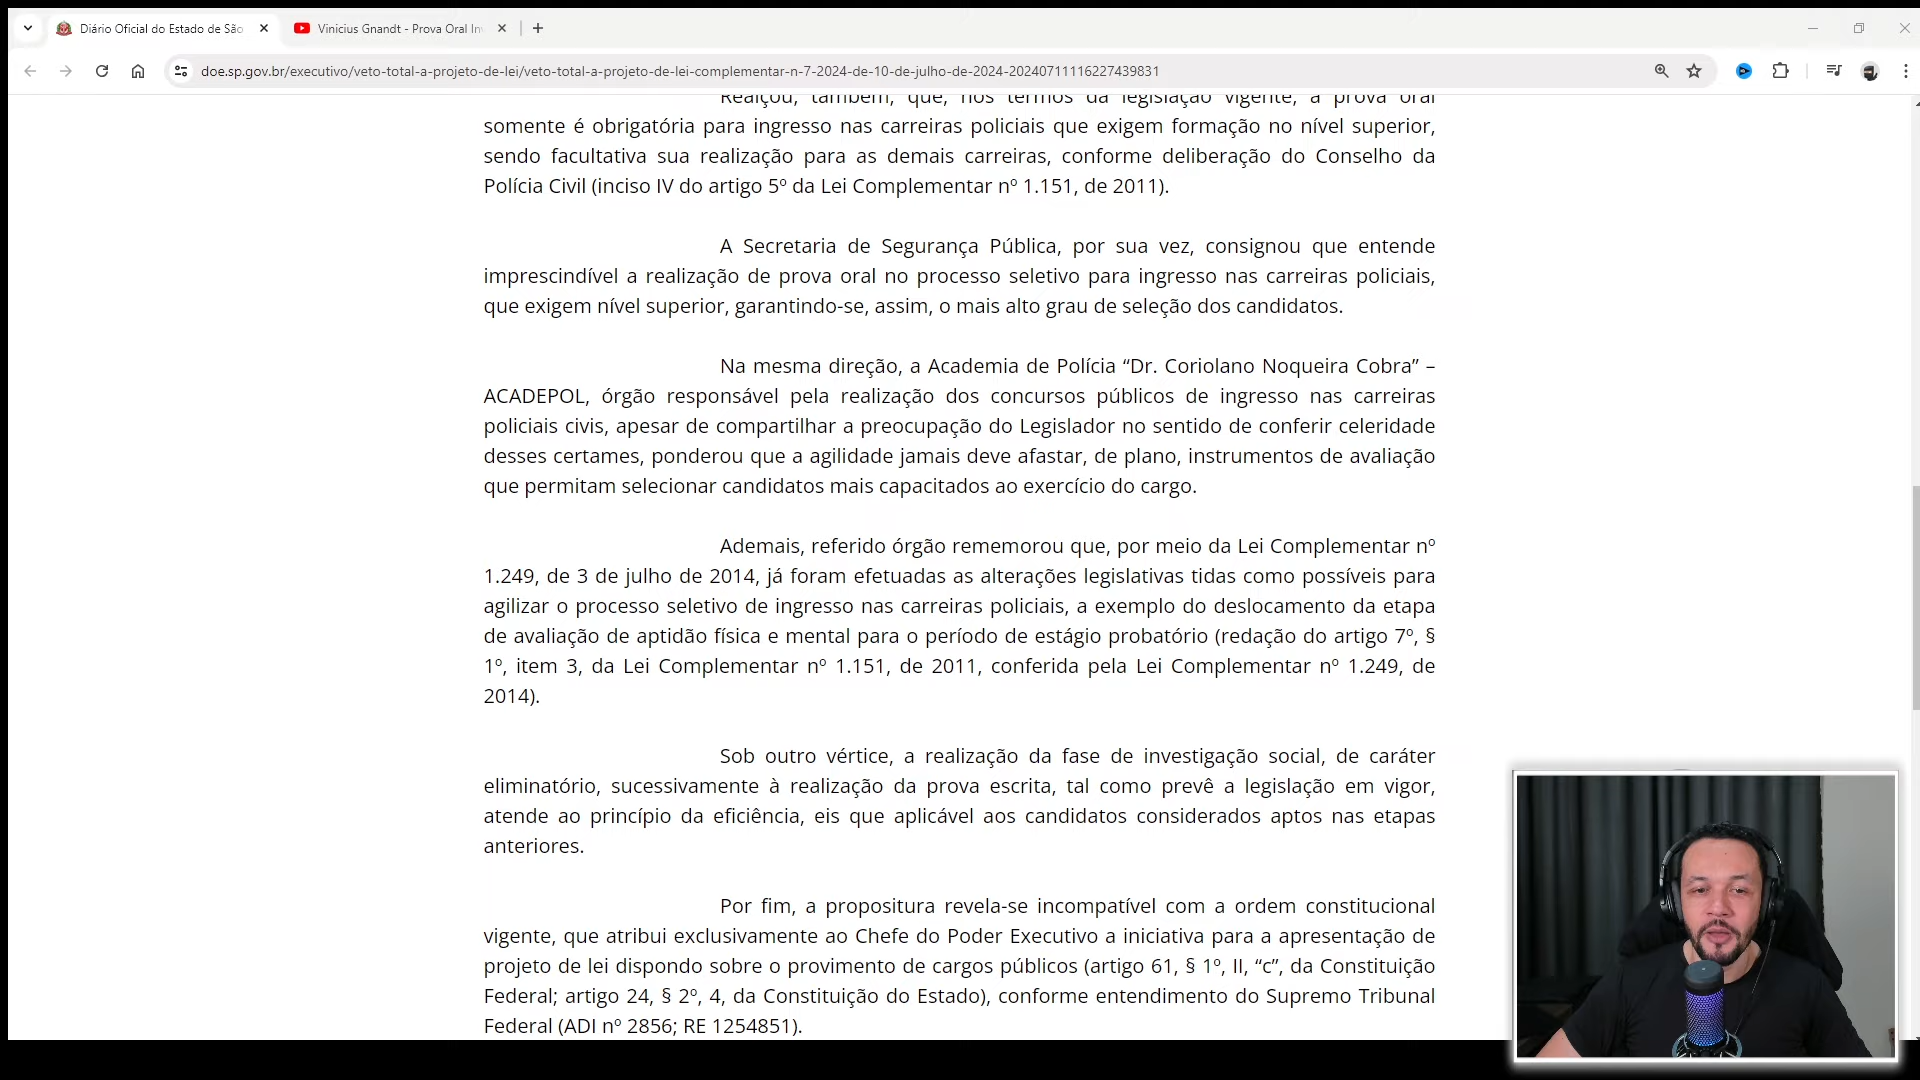 Diário Oficial do Estado de São
Vinicius Gnandt - Prova Oral In
doe.sp.gov.br/executivo/veto-total-a-projeto-de-lei/veto-total-a-projeto-de-lei-complementar-n-7-2024-de-10-de-julho-de-2024-20240711116227439831
Realçou, também, que, nos termos da legislação vigente, a prova oral
somente é obrigatória para ingresso nas carreiras policiais que exigem formação no nível superior,
sendo facultativa sua realização para as demais carreiras, conforme deliberação do Conselho da
Polícia Civil (inciso IV do artigo 5º da Lei Complementar nº 1.151, de 2011).
A Secretaria de Segurança Pública, por sua vez, consignou que entende
imprescindível a realização de prova oral no processo seletivo para ingresso nas carreiras policiais,
que exigem nível superior, garantindo-se, assim, o mais alto grau de seleção dos candidatos.
Na mesma direção, a Academia de Polícia “Dr. Coriolano Noqueira Cobra” –
ACADEPOL, órgão responsável pela realização dos concursos públicos de ingresso nas carreiras
policiais civis, apesar de compartilhar a preocupação do Legislador no sentido de conferir celeridade
desses certames, ponderou que a agilidade jamais deve afastar, de plano, instrumentos de avaliação
que permitam selecionar candidatos mais capacitados ao exercício do cargo.
Ademais, referido órgão rememorou que, por meio da Lei Complementar nº
1.249, de 3 de julho de 2014, já foram efetuadas as alterações legislativas tidas como possíveis para
agilizar o processo seletivo de ingresso nas carreiras policiais, a exemplo do deslocamento da etapa
de avaliação de aptidão física e mental para o período de estágio probatório (redação do artigo 7º, §
1º, item 3, da Lei Complementar nº 1.151, de 2011, conferida pela Lei Complementar nº 1.249, de
2014).
Sob outro vértice, a realização da fase de investigação social, de caráter
eliminatório, sucessivamente à realização da prova escrita, tal como prevê a legislação em vigor,
atende ao princípio da eficiência, eis que aplicável aos candidatos considerados aptos nas etapas
anteriores.
Por fim, a propositura revela-se incompatível com a ordem constitucional
vigente, que atribui exclusivamente ao Chefe do Poder Executivo a iniciativa para a apresentação de
projeto de lei dispondo sobre o provimento de cargos públicos (artigo 61, § 1º, II, “c”, da Constituição
Federal; artigo 24, § 2º, 4, da Constituição do Estado), conforme entendimento do Supremo Tribunal
Federal (ADI nº 2856; RE 1254851).